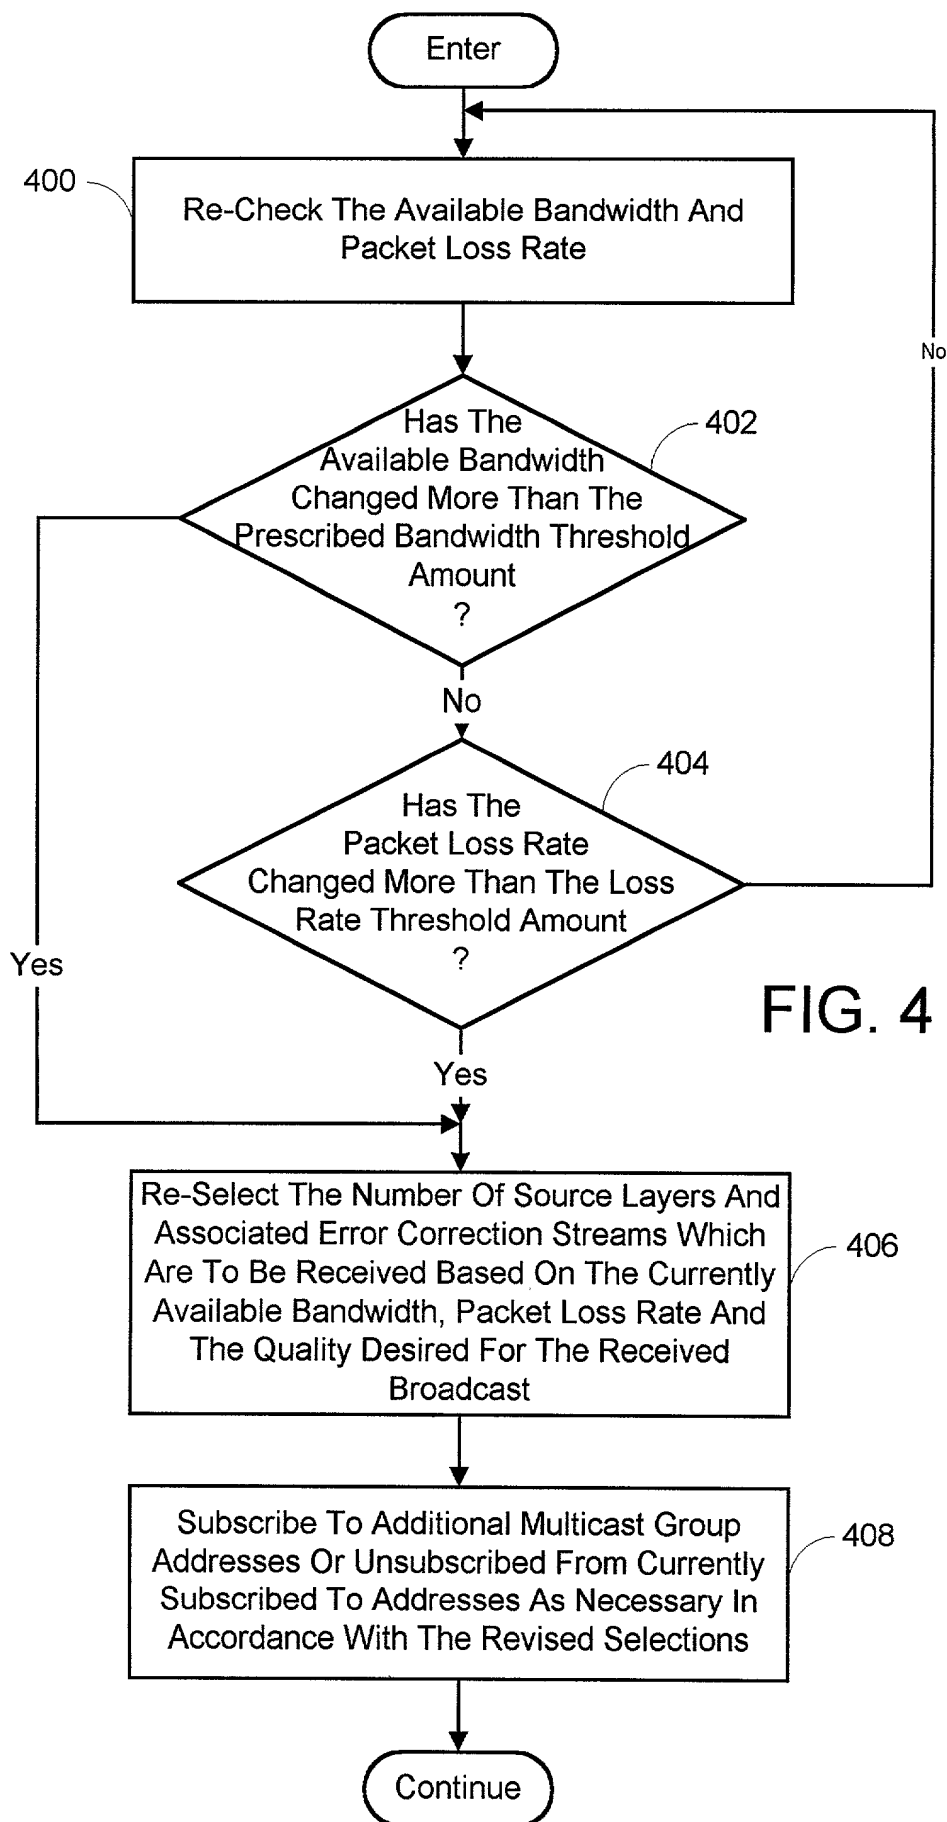 Enter
400
Re-Check The Available Bandwidth And
Packet Loss Rate
No
402
Has The
Available Bandwidth
Changed More Than The
Prescribed Bandwidth Threshold
Amount
?
No
404
Has The
Packet Loss Rate
Changed More Than The Loss
Rate Threshold Amount
?
Yes
FIG. 4
Yes
Re-Select The Number Of Source Layers And
Associated Error Correction Streams Which
Are To Be Received Based On The Currently
Available Bandwidth, Packet Loss Rate And
The Quality Desired For The Received
Broadcast
406
Subscribe To Additional Multicast Group
Addresses Or Unsubscribed From Currently
Subscribed To Addresses As Necessary In
Accordance With The Revised Selections
408
Continue